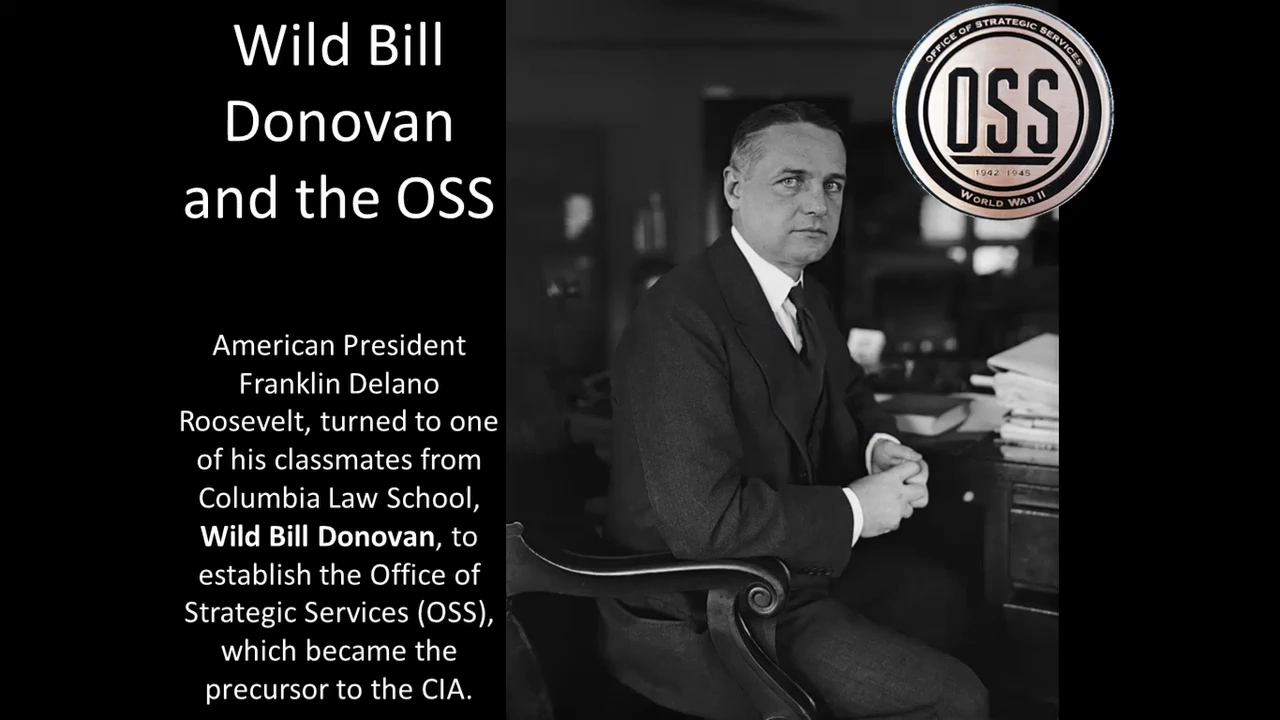 Wild Bill
Donovan
and the OSS
American President
Franklin Delano
Roosevelt, turned to one
of his classmates from
Columbia Law School,
Wild Bill Donovan, to
establish the Office of
Strategic Services (OSS),
which became the
precursor to the CIA.
OFFICE OF STRATEGIC SERVICES
OSS
1942 1945
WORLD WAR II